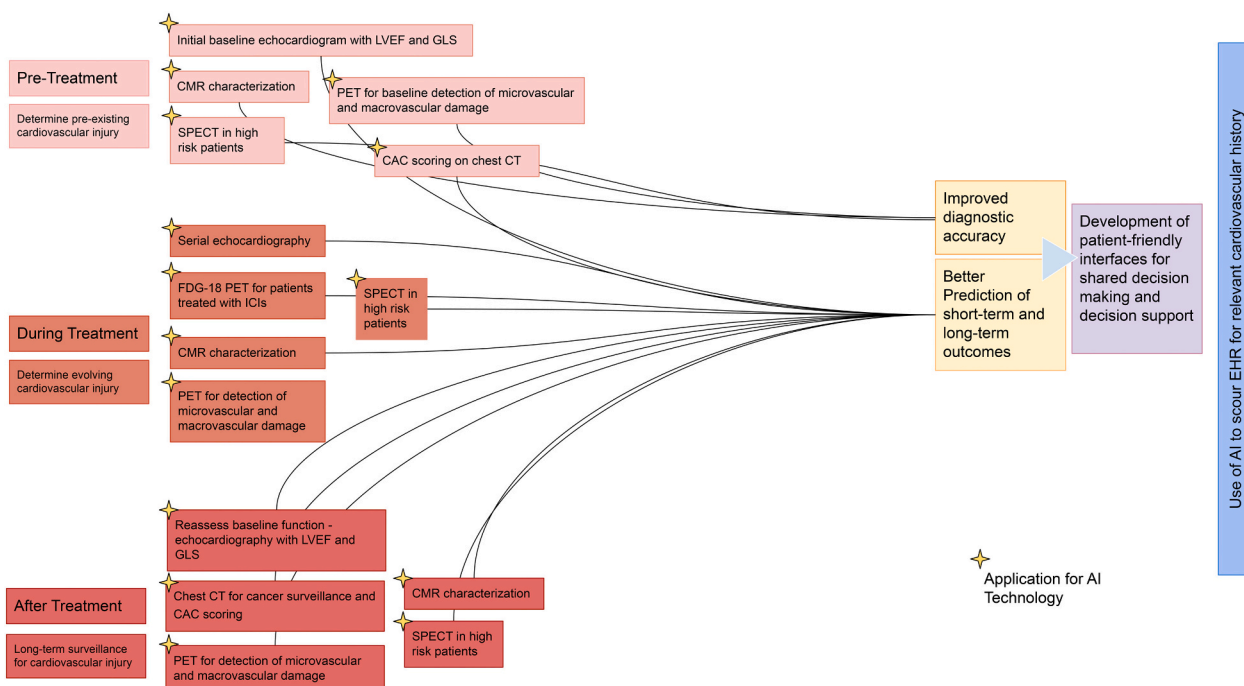 Initial baseline echocardiogram with LVEF and GLS
Pre-Treatment
CMR characterization
PET for baseline detection of microvascular
and macrovascular damage
Determine pre-existing
cardiovascular injury
SPECT in high
risk patients
CAC scoring on chest CT
Serial echocardiography
FDG-18 PET for patients
treated with ICIs
SPECT in
high risk
patients
During Treatment
CMR characterization
Determine evolving
cardiovascular injury
PET for detection of
microvascular and
macrovascular damage
Reassess baseline function -
echocardiography with LVEF and
GLS
After Treatment
Chest CT for cancer surveillance and
CAC scoring
CMR characterization
Long-term surveillance
for cardiovascular injury
SPECT in high
risk patients
PET for detection of microvascular
and macrovascular damage
Improved
diagnostic
accuracy
Better
Prediction of
short-term and
long-term
outcomes
Development of
patient-friendly
interfaces for
shared decision
making and
decision support
Use of AI to scour EHR for relevant cardiovascular history
Application for AI
Technology